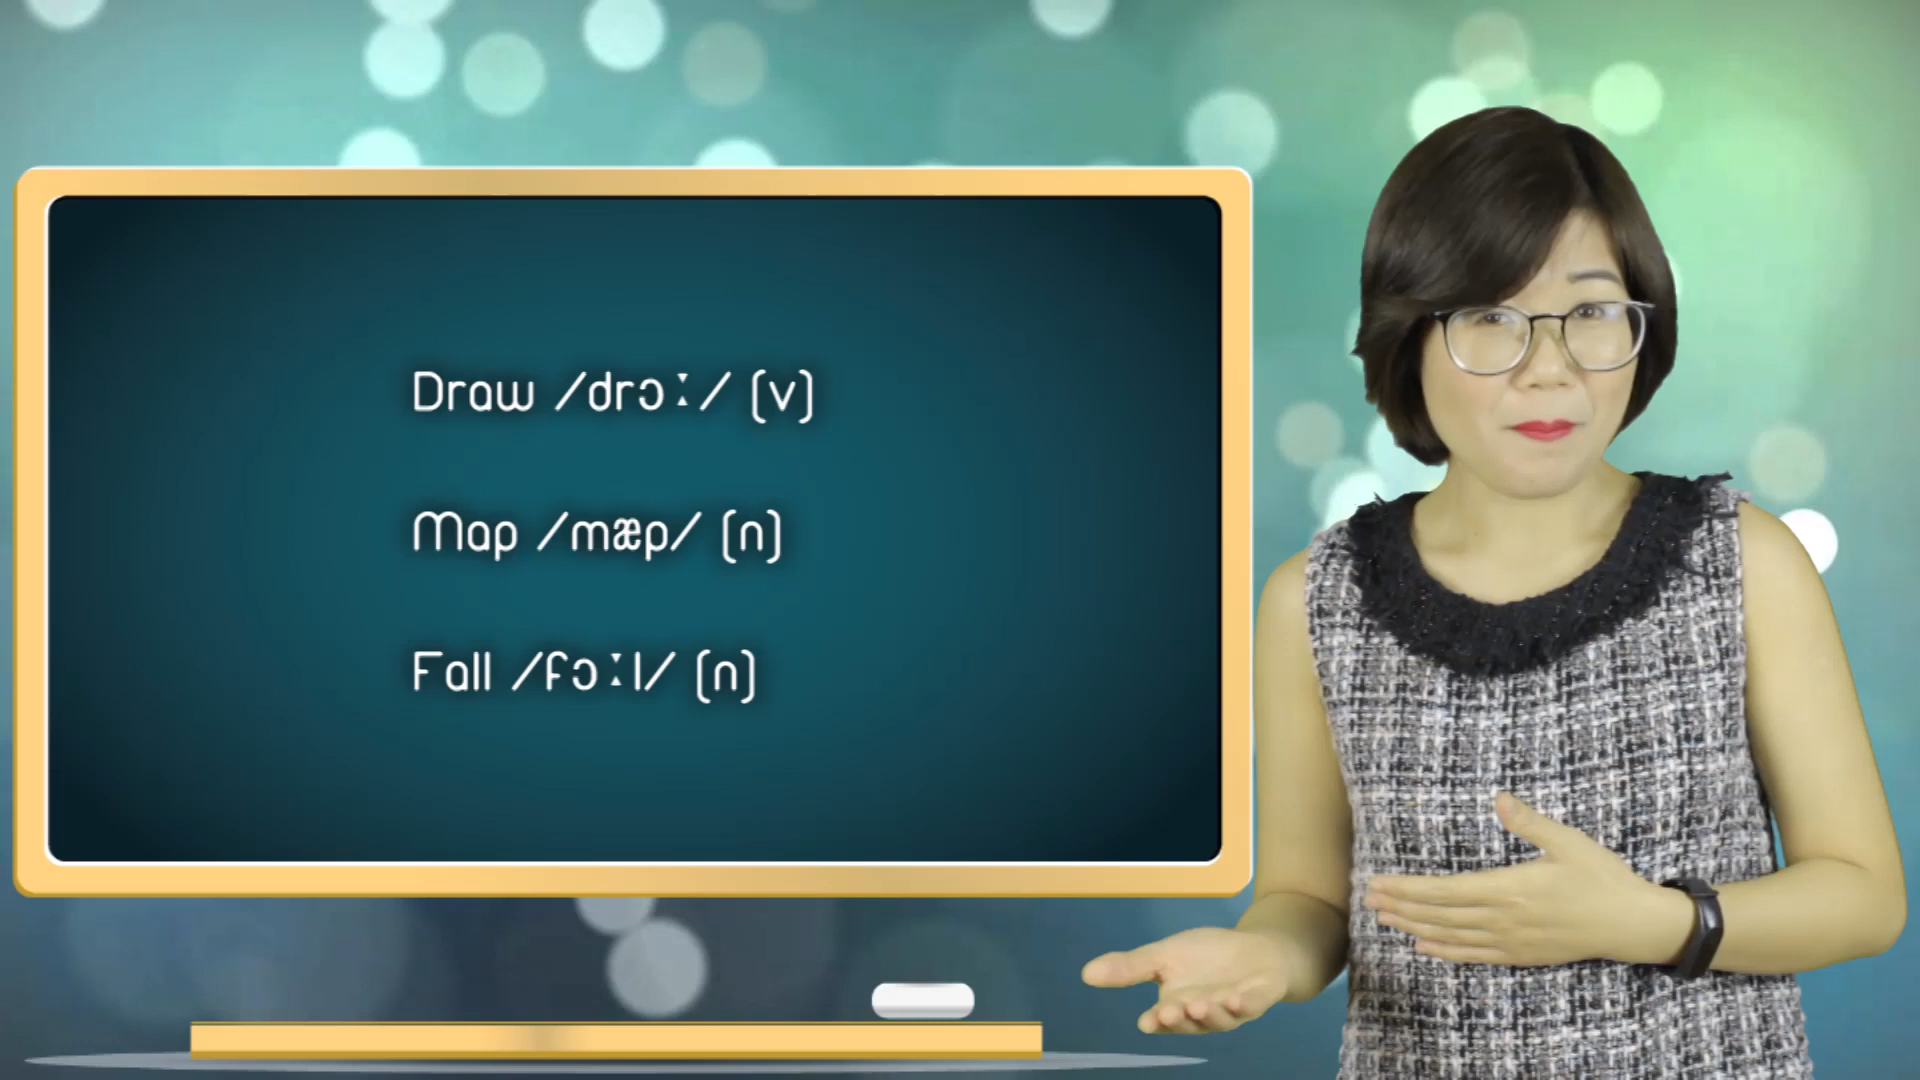 Draw /drɔː/ (v)
Map /mæp/ (n)
Fall /fɔːl/ (n)